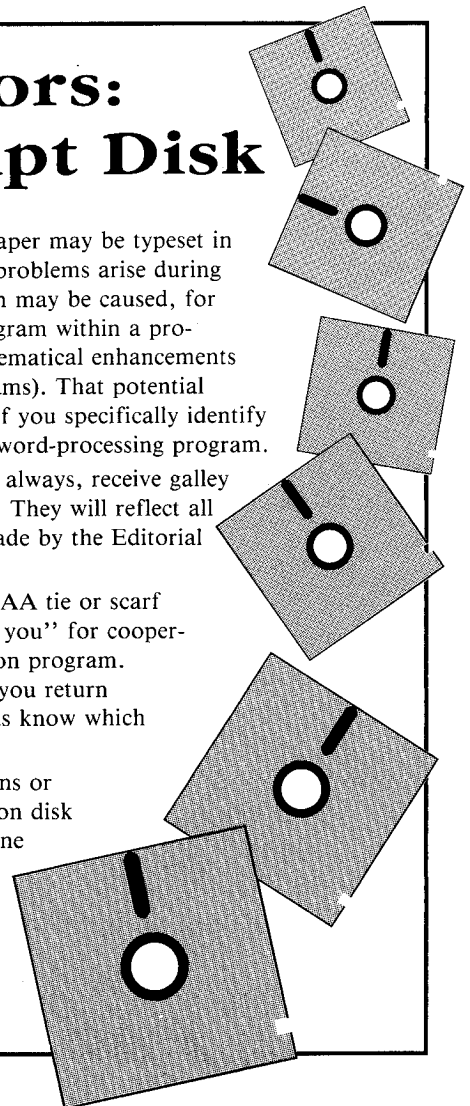 ors:
pt Disk
aper may be typeset in
problems arise during
n may be caused, for
gram within a pro-
ematical enhancements
ams). That potential
f you specifically identify
word-processing program.
always, receive galley
They will reflect all
ade by the Editorial
AA tie or scarf
you” for cooper-
on program.
you return
s know which
ns or
on disk
ne